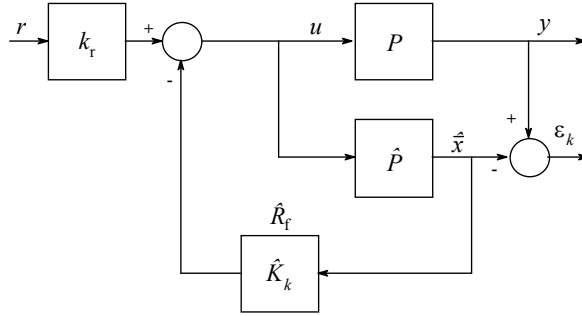 r
k_r
+
-
u
P
y
+
ε_k
P̂
x̄̂
-
R̂_f
K̂_k